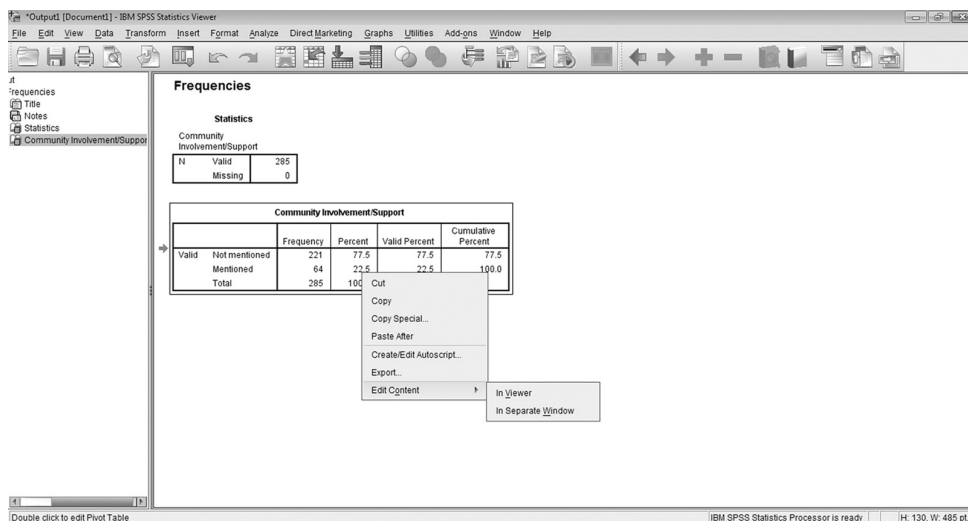 *Output1 [Document1] - IBM SPSS Statistics Viewer
File Edit View Data Transform Insert Format Analyze Direct Marketing Graphs Utilities Add-ons Window Help
ut
Frequencies
Title
Notes
Statistics
Community Involvement/Suppor
Frequencies
Statistics
Community
Involvement/Support
N Valid 285
Missing 0
Community Involvement/Support
Frequency Percent Valid Percent Cumulative Percent
Valid Not mentioned 221 77.5 77.5 77.5
Mentioned 64 22.5 22.5 100.0
Total 285 100
Cut
Copy
Copy Special...
Paste After
Create/Edit Autoscript...
Export...
Edit Content
In Viewer
In Separate Window
Double click to edit Pivot Table
IBM SPSS Statistics Processor is ready
H: 130, W: 485 pt.